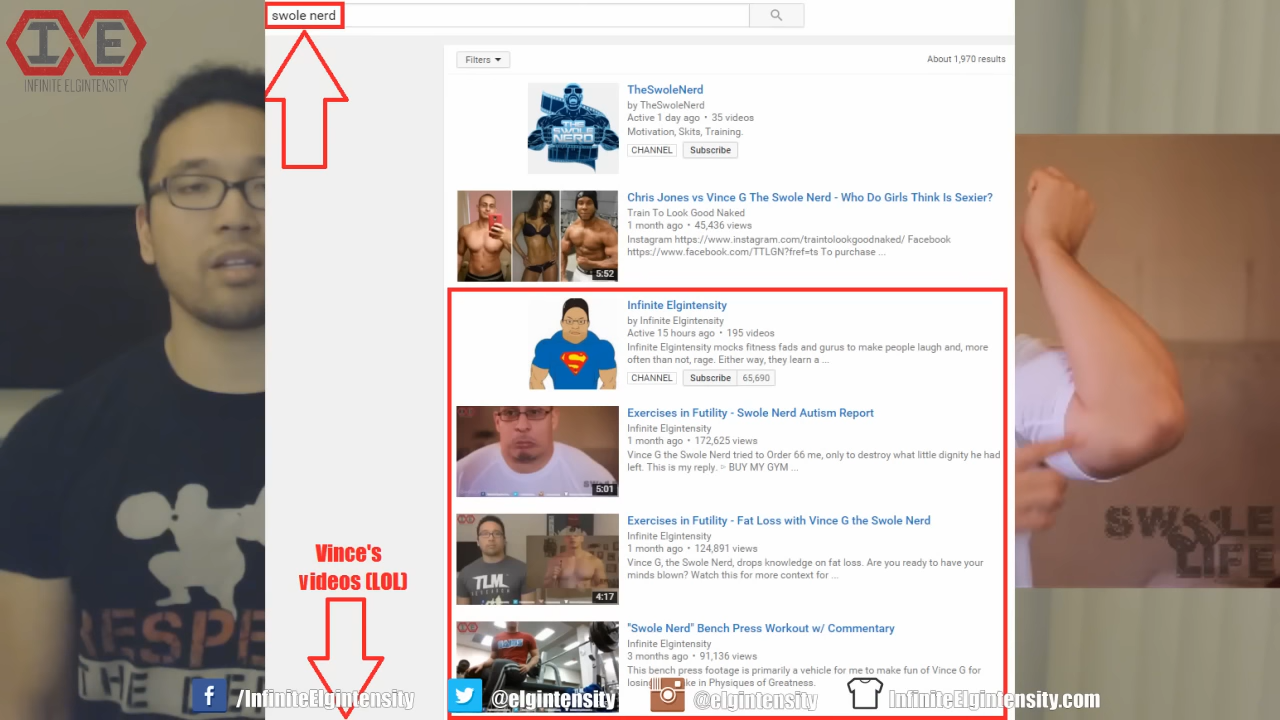 swole nerd
IXE
INFINITE ELGINTENSITY
Filters
About 1,970 results
THE SWOLE NERD
TheSwoleNerd
by TheSwoleNerd
Active 1 day ago • 35 videos
Motivation, Skits, Training.
CHANNEL Subscribe
Chris Jones vs Vince G The Swole Nerd - Who Do Girls Think Is Sexier?
Train To Look Good Naked
1 month ago • 45,436 views
Instagram https://www.instagram.com/traintolookgoodnaked/ Facebook
https://www.facebook.com/TTLGN?fref=ts To purchase ...
5:52
Infinite Elgintensity
by Infinite Elgintensity
Active 15 hours ago • 195 videos
Infinite Elgintensity mocks fitness fads and gurus to make people laugh and, more
often than not, rage. Either way, they learn a ...
CHANNEL Subscribe 65,690
Exercises in Futility - Swole Nerd Autism Report
Infinite Elgintensity
1 month ago • 172,625 views
Vince G the Swole Nerd tried to Order 66 me, only to destroy what little dignity he had
left. This is my reply. ▹ BUY MY GYM ...
5:01
SWOLE
LIFE
Exercises in Futility - Fat Loss with Vince G the Swole Nerd
Infinite Elgintensity
1 month ago • 124,891 views
Vince G, the Swole Nerd, drops knowledge on fat loss. Are you ready to have your
minds blown? Watch this for more context for ...
TLM
4:17
Vince's
videos (LOL)
"Swole Nerd" Bench Press Workout w/ Commentary
Infinite Elgintensity
3 months ago • 91,136 views
This bench press footage is primarily a vehicle for me to make fun of Vince G for
RESPE
THE
/InfiniteElgintensity
@elgintensity
@elgintensity
InfiniteElgintensity.com